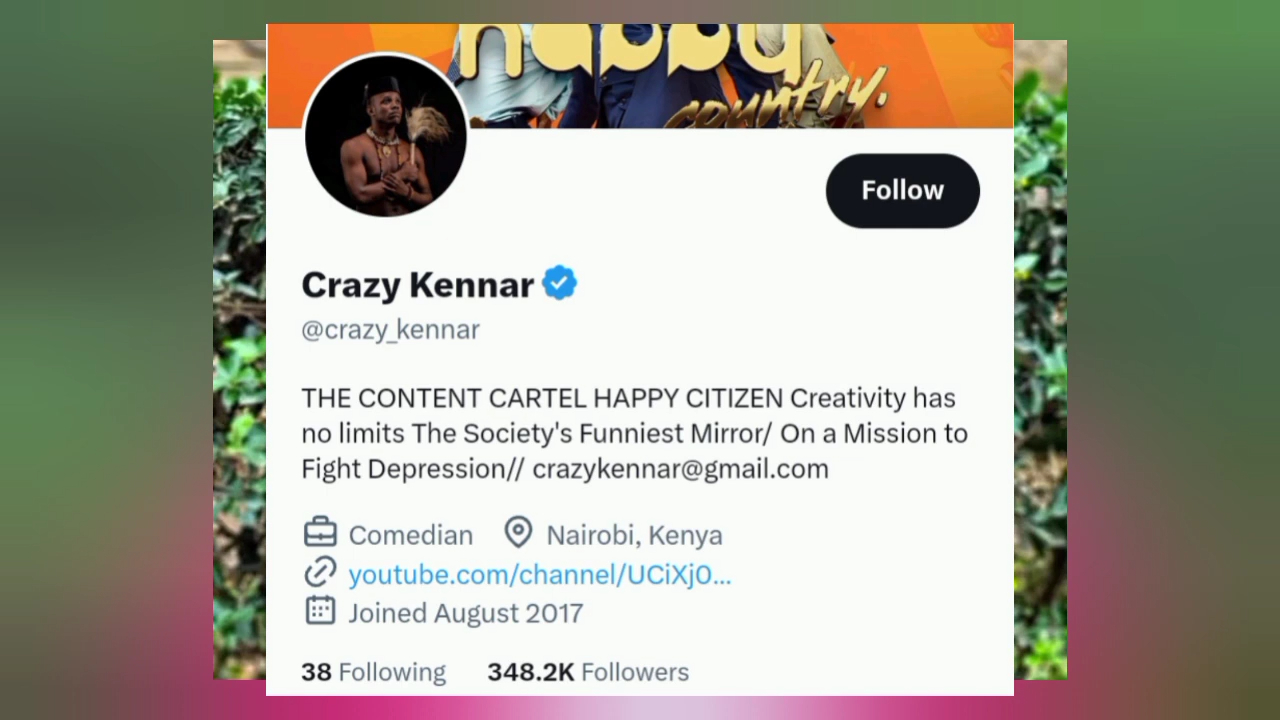 happy
country.
Follow
Crazy Kennar
@crazy_kennar
THE CONTENT CARTEL HAPPY CITIZEN Creativity has
no limits The Society's Funniest Mirror/ On a Mission to
Fight Depression// crazykennar@gmail.com
Comedian Nairobi, Kenya
youtube.com/channel/UCiXj0...
Joined August 2017
38 Following 348.2K Followers